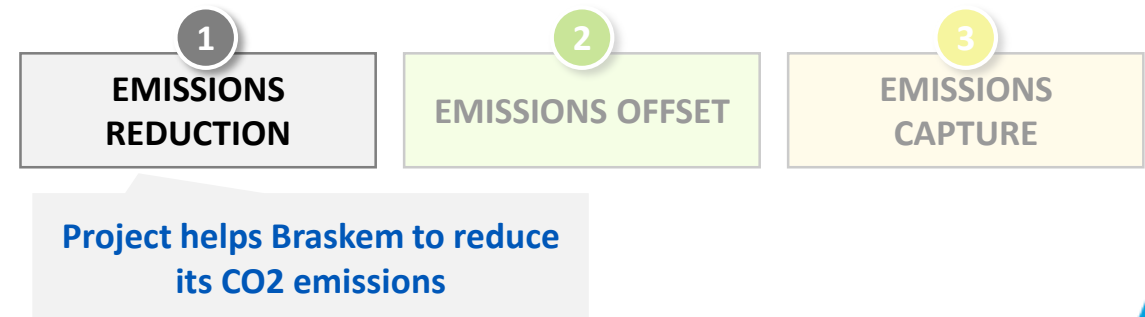 1
EMISSIONS
REDUCTION
2
EMISSIONS OFFSET
3
EMISSIONS
CAPTURE
Project helps Braskem to reduce
its CO2 emissions